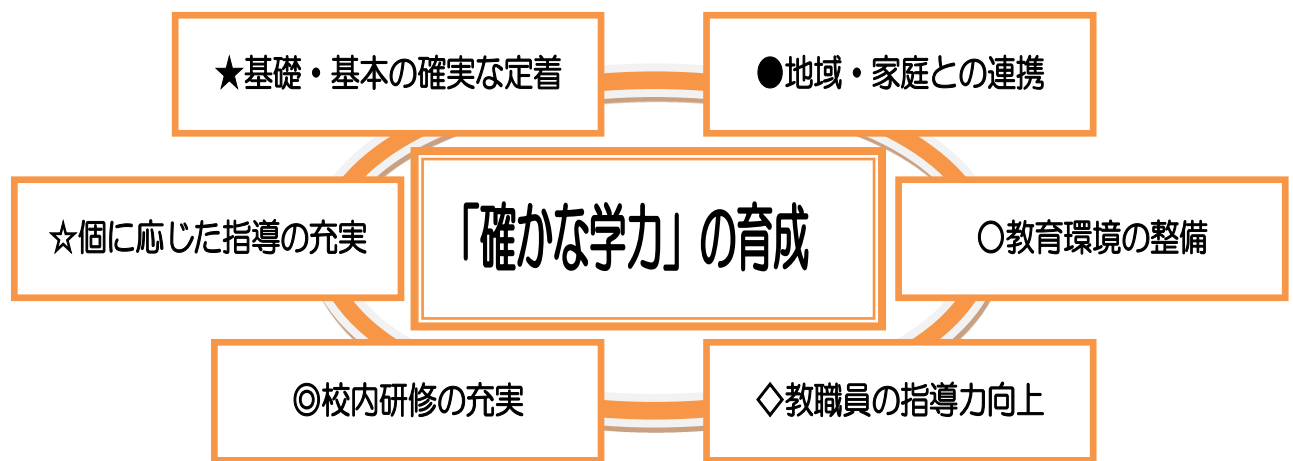 ★基礎・基本の確実な定着
●地域・家庭との連携
☆個に応じた指導の充実
「確かな学力」の育成
○教育環境の整備
◎校内研修の充実
◇教職員の指導力向上